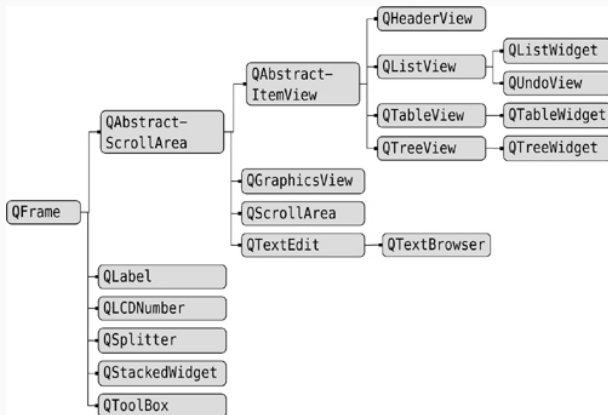 QHeaderView
QListWidget
QListView
QAbstract-
ItemView
QUndoView
QAbstract-
ScrollArea
QTableView
QTableWidget
QTreeView
QTreeWidget
QGraphicsView
QFrame
QScrollArea
QTextEdit
QTextBrowser
QLabel
QLCDNumber
QSplitter
QStackedWidget
QToolBox